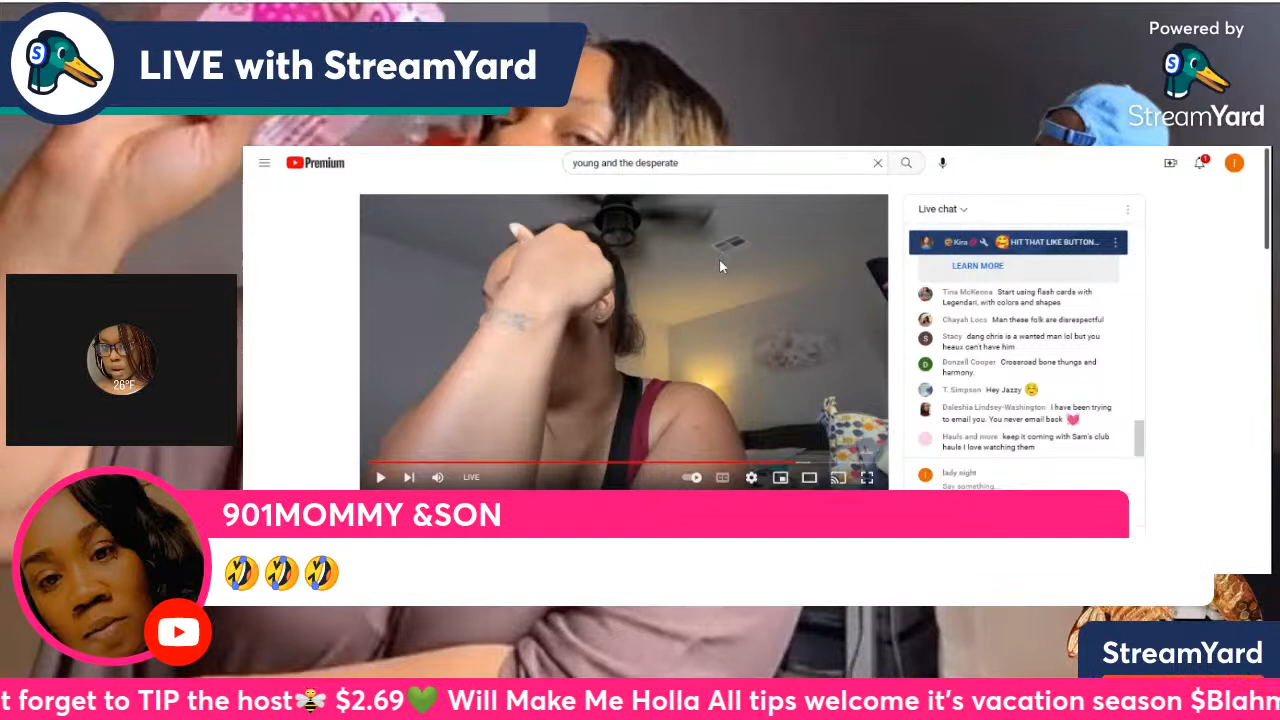 LIVE with StreamYard
Powered by
StreamYard
Premium
young and the desperate
Live chat
Kira
HIT THAT LIKE BUTTON...
LEARN MORE
Tina McKenna Start using flash cards with
Legendari, with colors and shapes
Chayah Locs Man these folk are disrespectful
Stacy dang chris is a wanted man lol but you
heaux can't have him
Donzell Cooper Crossroad bone thungs and
harmony.
T. Simpson Hey Jazzy ☺️
Daleshia Lindsey-Washington I have been trying
to email you. You never email back 💓
Hauls and more keep it coming with Sam's club
hauls I love watching them
lady night
Say something...
LIVE
26°F
901MOMMY &SON
🤣🤣🤣
StreamYard
t forget to TIP the host🐝 $2.69💚 Will Make Me Holla All tips welcome it's vacation season $Blahn